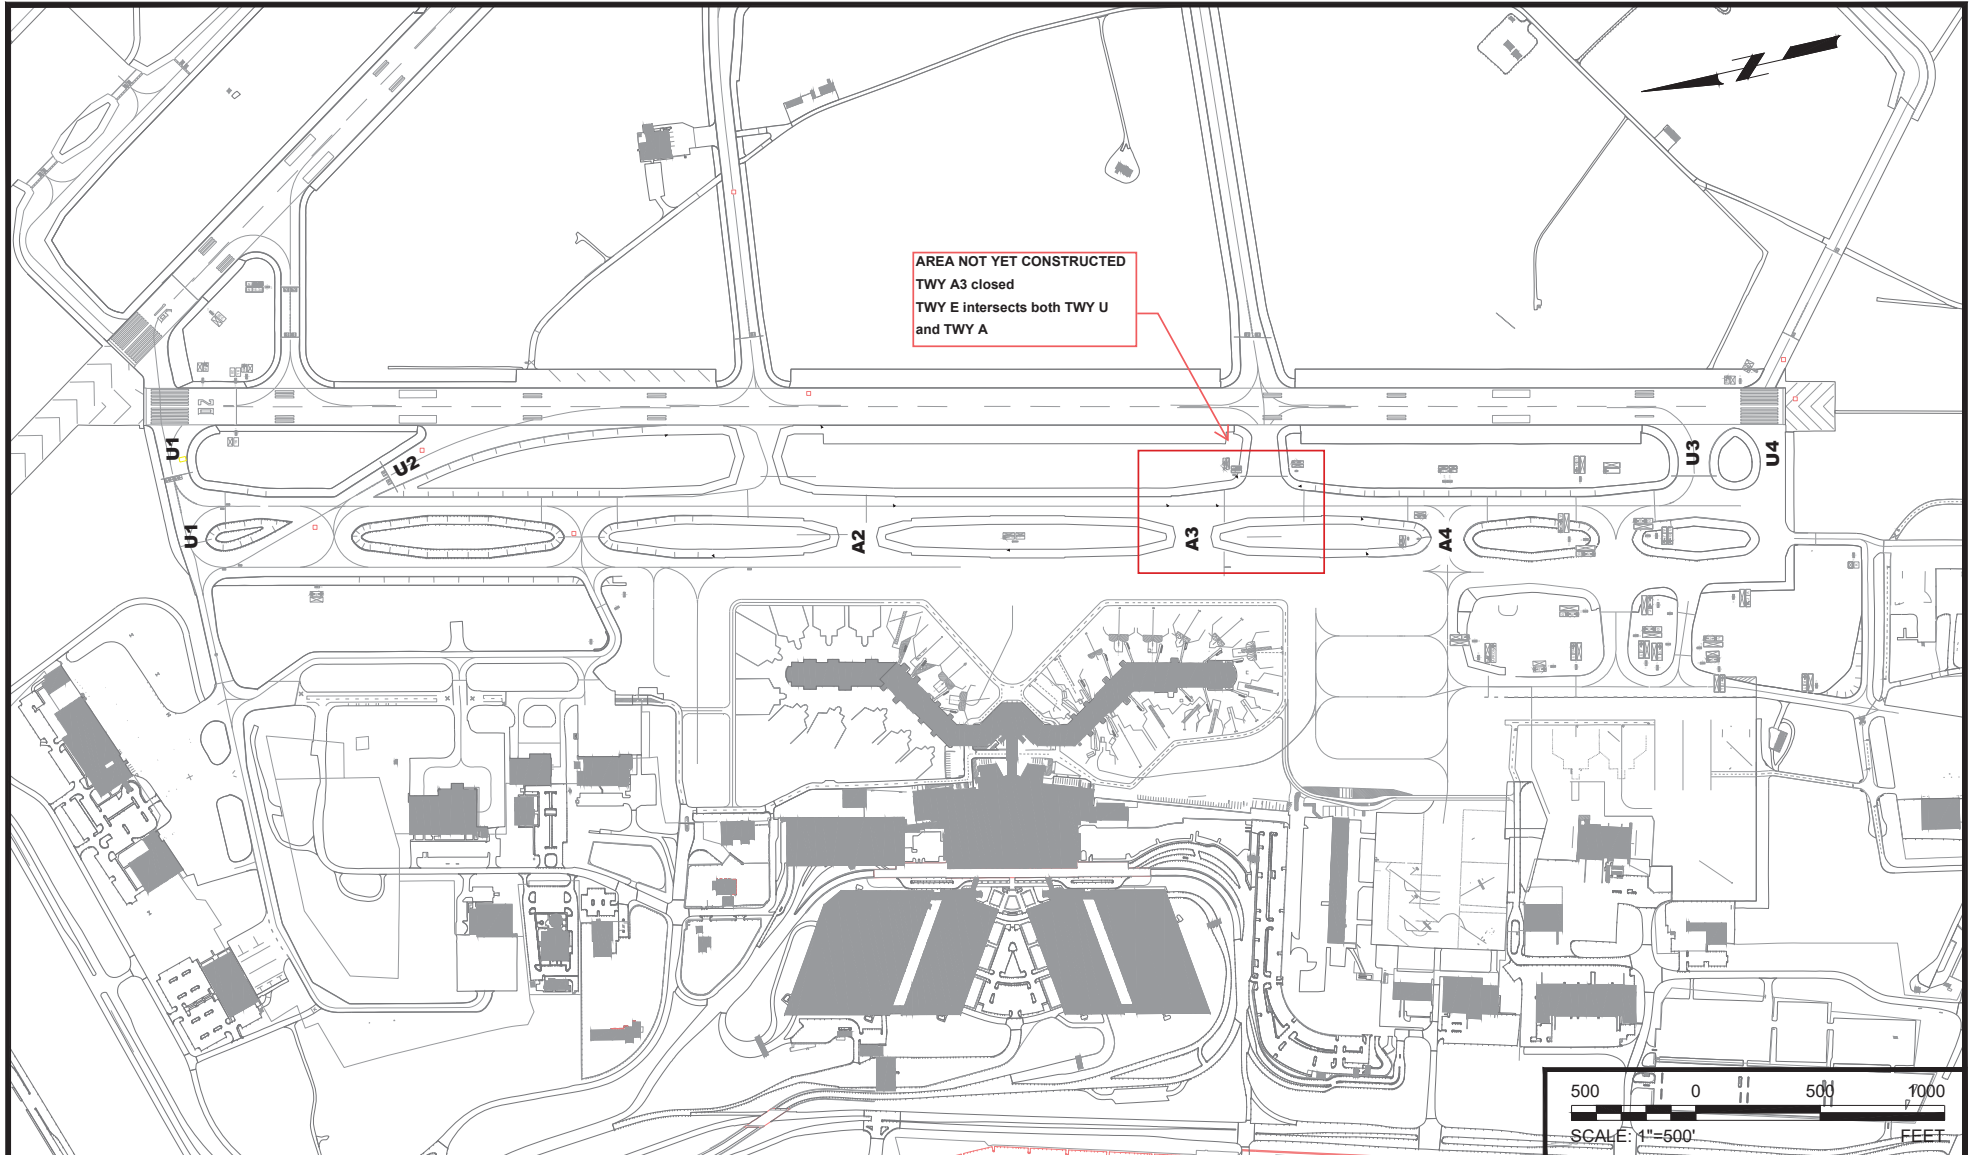 AREA NOT YET CONSTRUCTED
TWY A3 closed
TWY E intersects both TWY U
and TWY A
02
U1
U2
U3
U4
U1
A2
A3
A4
500 0 500 1000
SCALE: 1"=500' FEET